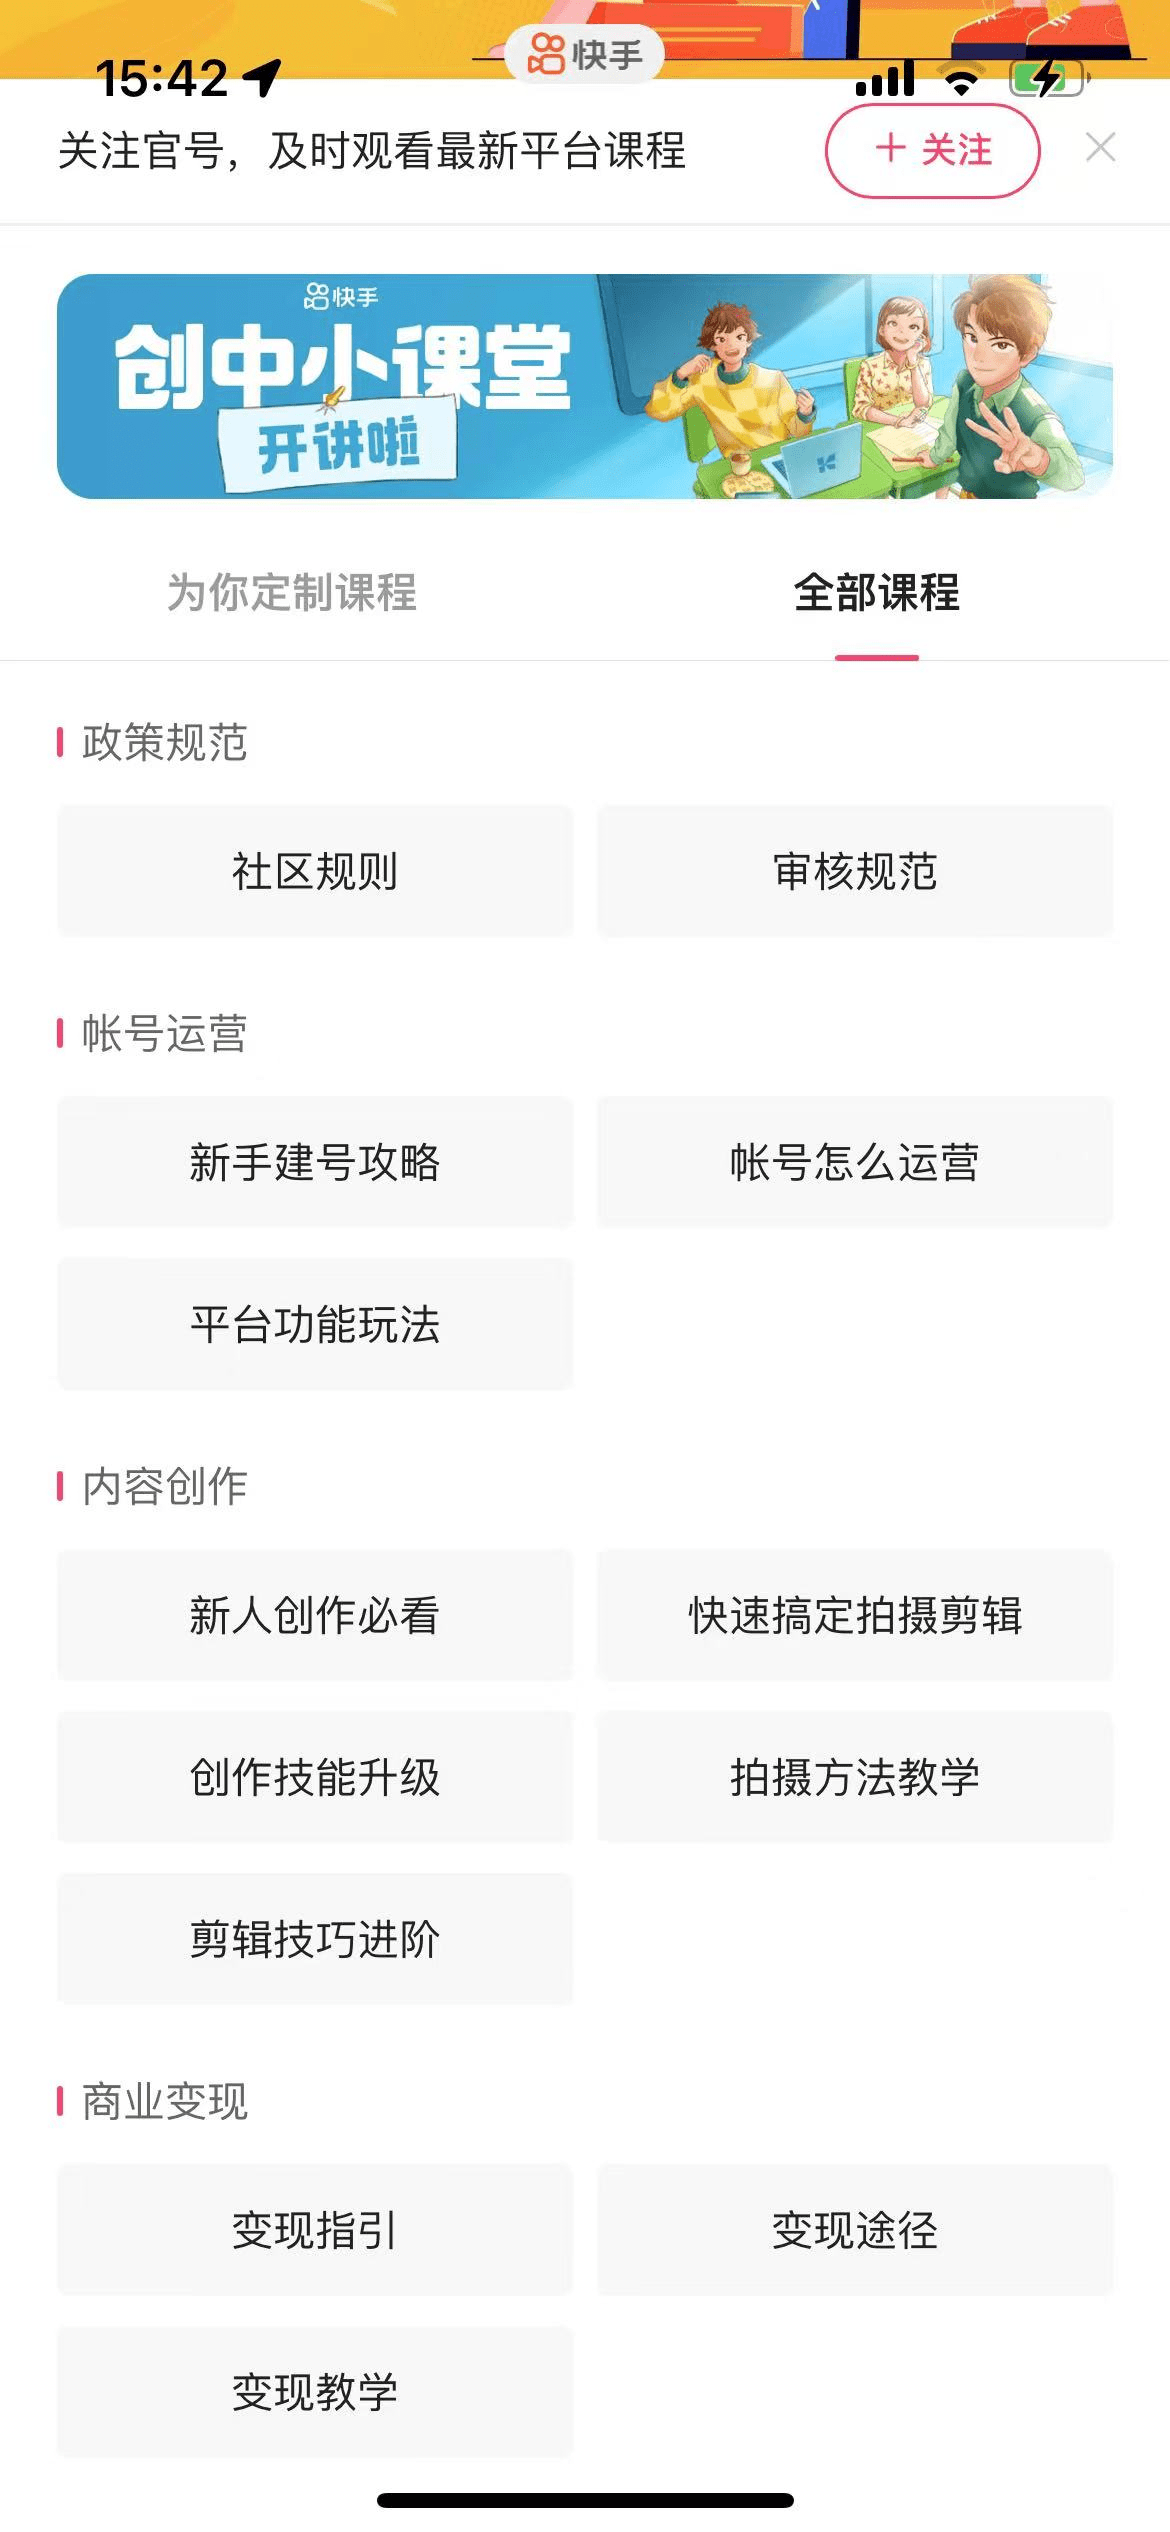 快手
15:42
关注官号，及时观看最新平台课程
+ 关注
快手
创中小课堂
开讲啦
为你定制课程
全部课程
政策规范
社区规则
审核规范
帐号运营
新手建号攻略
帐号怎么运营
平台功能玩法
内容创作
新人创作必看
快速搞定拍摄剪辑
创作技能升级
拍摄方法教学
剪辑技巧进阶
商业变现
变现指引
变现途径
变现教学